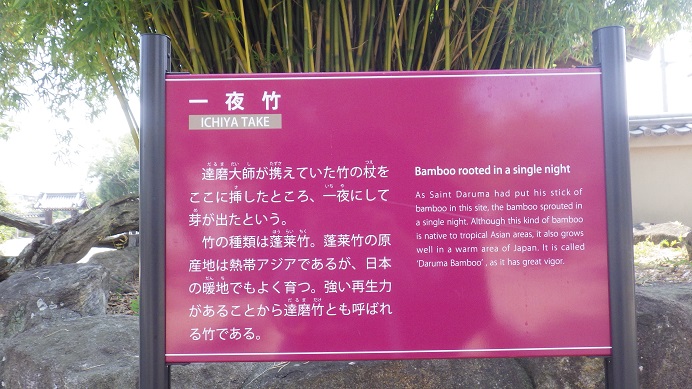 一夜竹
ICHIYA TAKE
達磨大師が携えていた竹の杖を
ここに挿したところ、一夜にして
芽が出たという。
竹の種類は蓬莱竹。蓬莱竹の原
産地は熱帯アジアであるが、日本
の暖地でもよく育つ。強い再生力
があることから達磨竹とも呼ばれ
る竹である。
Bamboo rooted in a single night
As Saint Daruma had put his stick of
bamboo in this site, the bamboo sprouted in
a single night. Although this kind of bamboo
is native to tropical Asian areas, it also grows
well in a warm area of Japan. It is called
'Daruma Bamboo' , as it has great vigor.